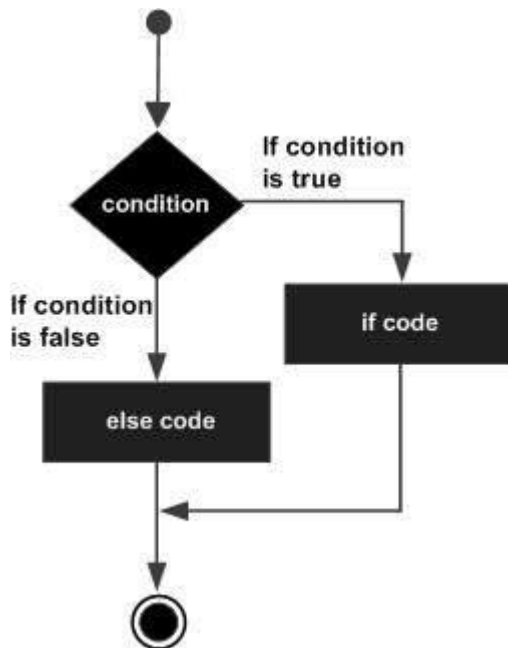 If condition
is true
condition
If condition
is false
if code
else code